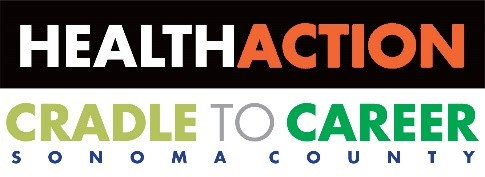 HEALTHACTION
CRADLE TO CAREER
SONOMA COUNTY